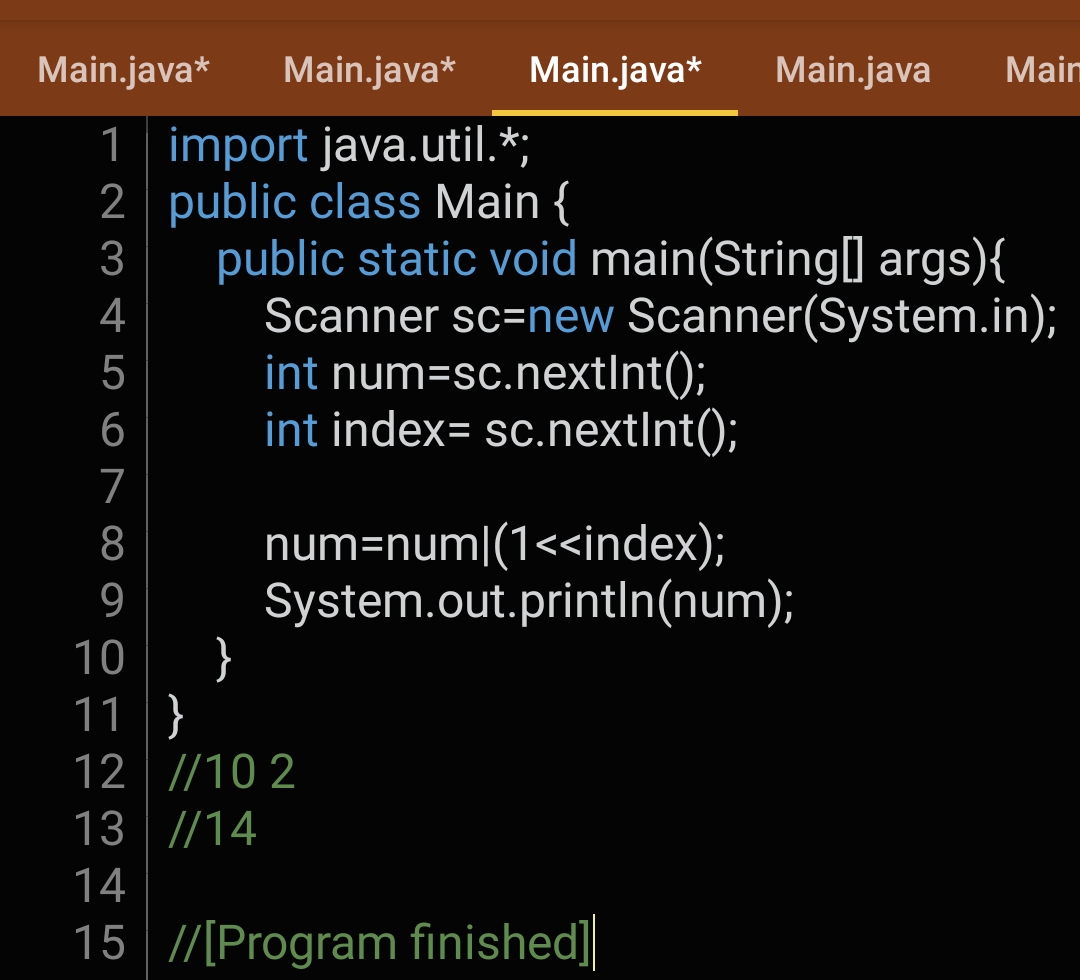 Main.java* Main.java* Main.java* Main.java Main
1 import java.util.*;
2 public class Main {
3 public static void main(String[] args){
4 Scanner sc=new Scanner(System.in);
5 int num=sc.nextInt();
6 int index= sc.nextInt();
7
8 num=num|(1<<index);
9 System.out.println(num);
10 }
11 }
12 //10 2
13 //14
14
15 //[Program finished]